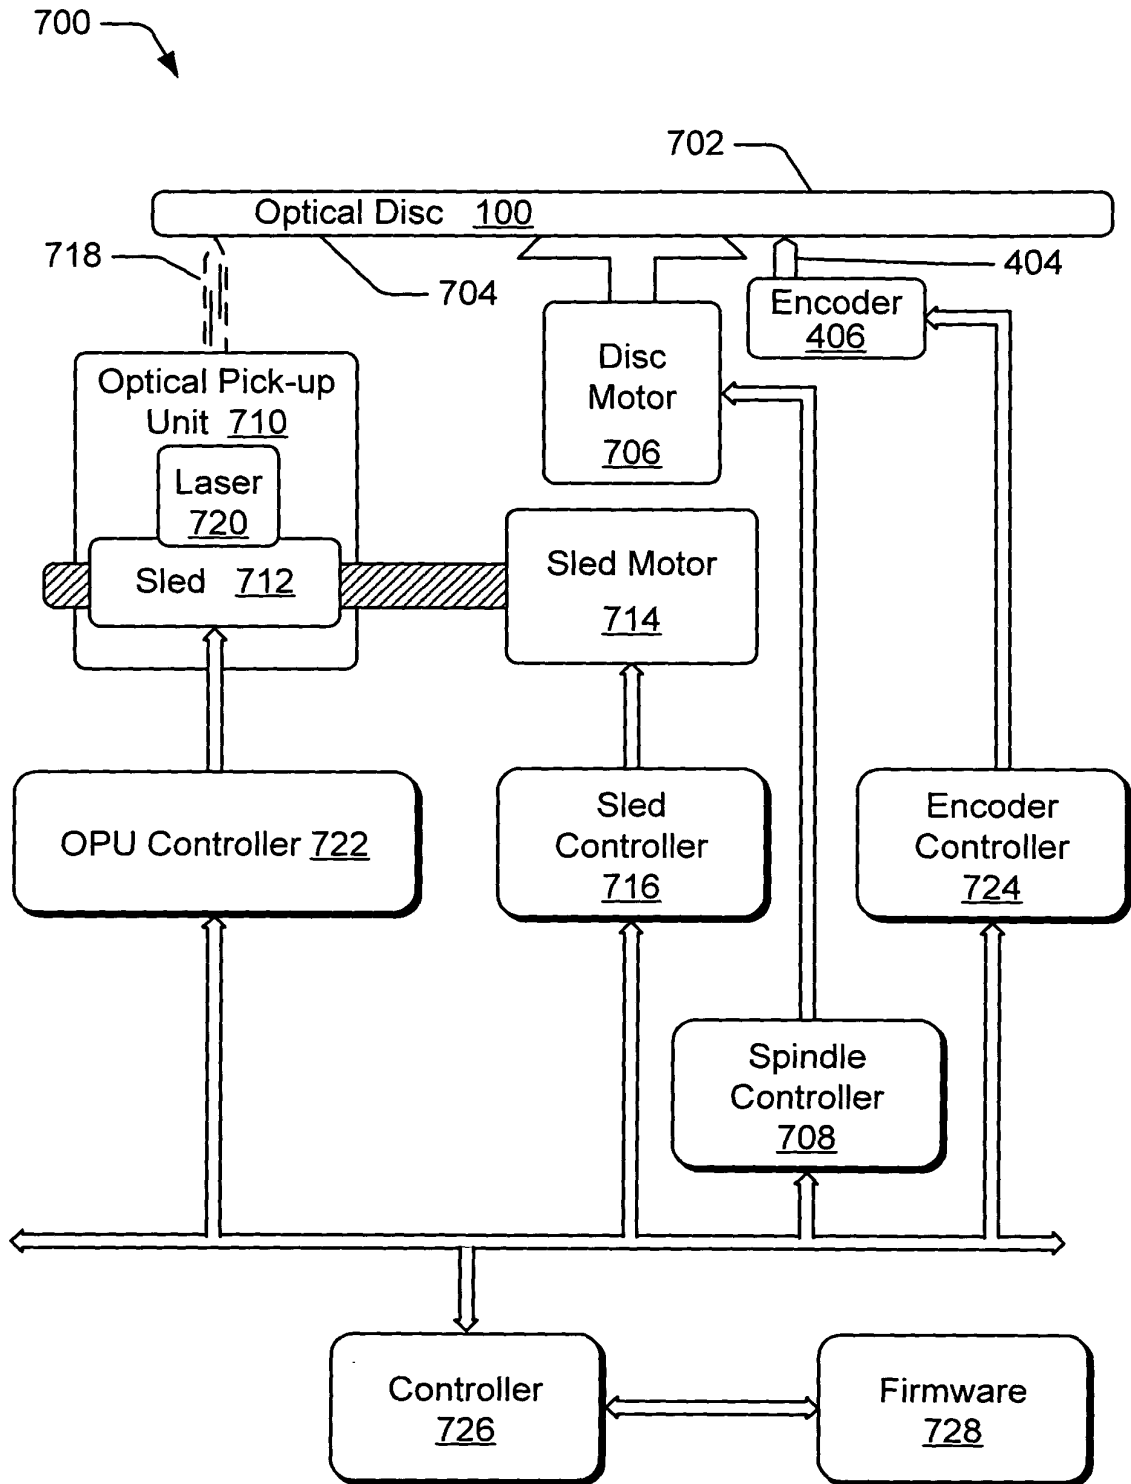 700
702
Optical Disc 100
718
704
404
Encoder
406
Optical Pick-up
Unit 710
Disc
Motor
706
Laser
720
Sled 712
Sled Motor
714
OPU Controller 722
Sled
Controller
716
Encoder
Controller
724
Spindle
Controller
708
Controller
726
Firmware
728